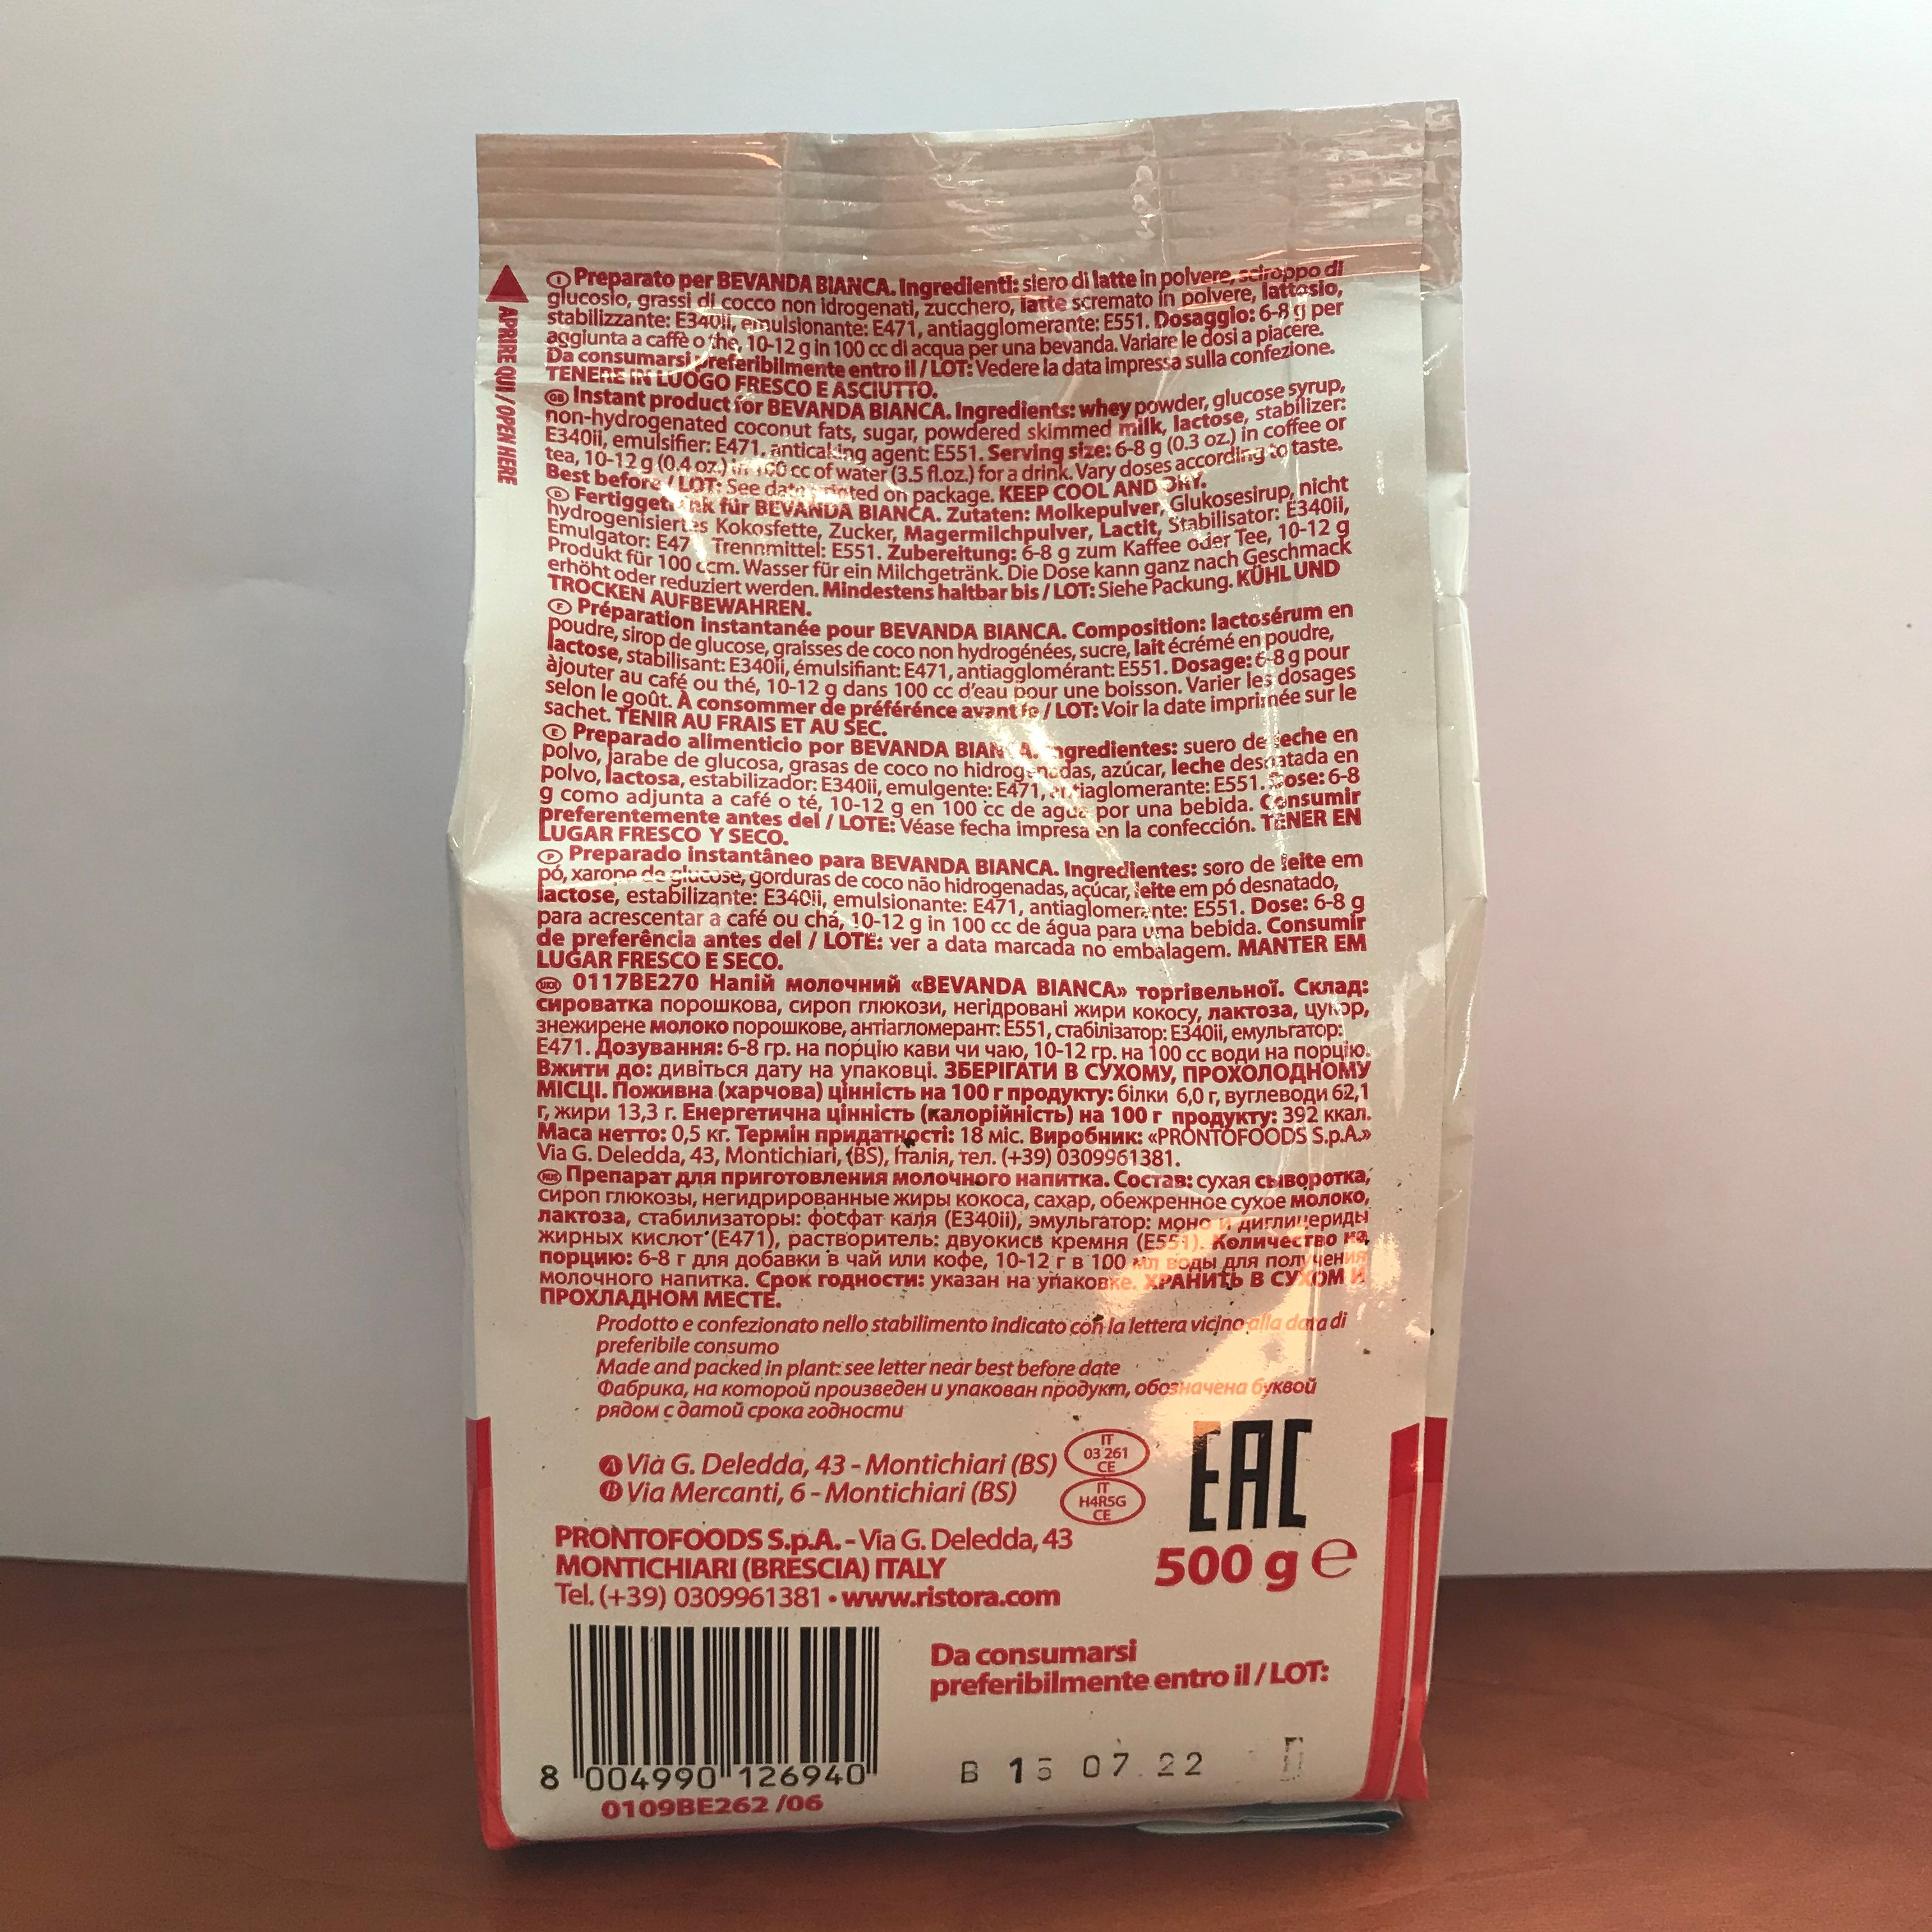 APRIRE QUI / OPEN HERE
I Preparato per BEVANDA BIANCA. Ingredienti: siero di latte in polvere, sciroppo di
glucosio, grassi di cocco non idrogenati, zucchero, latte scremato in polvere, lattosio,
stabilizzante: E340ii, emulsionante: E471, antiagglomerante: E551. Dosaggio: 6-8 g per
aggiunta a caffè o thè, 10-12 g in 100 cc di acqua per una bevanda. Variare le dosi a piacere.
Da consumarsi preferibilmente entro il / LOT: Vedere la data impressa sulla confezione.
TENERE IN LUOGO FRESCO E ASCIUTTO.
GB Instant product for BEVANDA BIANCA. Ingredients: whey powder, glucose syrup,
non-hydrogenated coconut fats, sugar, powdered skimmed milk, lactose, stabilizer:
E340ii, emulsifier: E471, anticaking agent: E551. Serving size: 6-8 g (0.3 oz.) in coffee or
tea, 10-12 g (0.4 oz.) in 100 cc of water (3.5 fl.oz.) for a drink. Vary doses according to taste.
Best before / LOT: See date printed on package. KEEP COOL AND DRY.
D Fertiggetränk für BEVANDA BIANCA. Zutaten: Molkepulver, Glukosesirup, nicht
hydrogenisiertes Kokosfette, Zucker, Magermilchpulver, Lactit, Stabilisator: E340ii,
Emulgator: E47 Trennmittel: E551. Zubereitung: 6-8 g zum Kaffee oder Tee, 10-12 g
Produkt für 100 ccm. Wasser für ein Milchgetränk. Die Dose kann ganz nach Geschmack
erhöht oder reduziert werden. Mindestens haltbar bis / LOT: Siehe Packung. KÜHL UND
TROCKEN AUFBEWAHREN.
F Préparation instantanée pour BEVANDA BIANCA. Composition: lactosérum en
poudre, sirop de glucose, graisses de coco non hydrogénées, sucre, lait écrémé en poudre,
lactose, stabilisant: E340ii, émulsifiant: E471, antiagglomérant: E551. Dosage: 6-8 g pour
àjouter au café ou thé, 10-12 g dans 100 cc d'eau pour une boisson. Varier les dosages
selon le goût. À consommer de préférénce avant le / LOT: Voir la date imprimée sur le
sachet. TENIR AU FRAIS ET AU SEC.
E Preparado alimenticio por BEVANDA BIANCA. Ingredientes: suero de leche en
polvo, jarabe de glucosa, grasas de coco no hidrogenadas, azúcar, leche desnatada en
polvo, lactosa, estabilizador: E340ii, emulgente: E471, antiaglomerante: E551. Dose: 6-8
g como adjunta a café o té, 10-12 g en 100 cc de agua por una bebida. Consumir
preferentemente antes del / LOTE: Véase fecha impresa en la confección. TENER EN
LUGAR FRESCO Y SECO.
P Preparado instantâneo para BEVANDA BIANCA. Ingredientes: soro de leite em
pó, xarope de glucose, gorduras de coco não hidrogenadas, açúcar, leite em pó desnatado,
lactose, estabilizante: E340ii, emulsionante: E471, antiaglomerante: E551. Dose: 6-8 g
para acrescentar a café ou chá, 10-12 g in 100 cc de água para uma bebida. Consumir
de preferência antes del / LOTE: ver a data marcada no embalagem. MANTER EM
LUGAR FRESCO E SECO.
UKR 0117BE270 Напій молочний «BEVANDA BIANCA» торгівельної. Склад:
сироватка порошкова, сироп глюкози, негідровані жири кокосу, лактоза, цукор,
знежирене молоко порошкове, антіагломерант: E551, стабілізатор: E340ii, емульгатор:
E471. Дозування: 6-8 гр. на порцію кави чи чаю, 10-12 гр. на 100 сс води на порцію.
Вжити до: дивіться дату на упаковці. ЗБЕРІГАТИ В СУХОМУ, ПРОХОЛОДНОМУ
МІСЦІ. Поживна (харчова) цінність на 100 г продукту: білки 6,0 г, вуглеводи 62,1
г, жири 13,3 г. Енергетична цінність (калорійність) на 100 г продукту: 392 ккал.
Маса нетто: 0,5 кг. Термін придатності: 18 міс. Виробник: «PRONTOFOODS S.p.A.»
Via G. Deledda, 43, Montichiari, (BS), Італія, тел. (+39) 0309961381.
RUS Препарат для приготовления молочного напитка. Состав: сухая сыворотка,
сироп глюкозы, негидрированные жиры кокоса, сахар, обежренное сухое молоко,
лактоза, стабилизаторы: фосфат каля (E340ii), эмульгатор: моно и диглицериды
жирных кислот (E471), растворитель: двуокись кремня (E551). Количество на
порцию: 6-8 г для добавки в чай или кофе, 10-12 г в 100 мл воды для получения
молочного напитка. Срок годности: указан на упаковке. ХРАНИТЬ В СУХОМ И
ПРОХЛАДНОМ МЕСТЕ.
Prodotto e confezionato nello stabilimento indicato con la lettera vicino alla data di
preferibile consumo
Made and packed in plant: see letter near best before date
Фабрика, на которой произведен и упакован продукт, обозначена буквой
рядом с датой срока годности
A Via G. Deledda, 43 - Montichiari (BS)
IT
03 261
CE
B Via Mercanti, 6 - Montichiari (BS)
IT
H4R5G
CE
EAC
PRONTOFOODS S.p.A. - Via G. Deledda, 43
MONTICHIARI (BRESCIA) ITALY
Tel. (+39) 0309961381 • www.ristora.com
500 g e
Da consumarsi
preferibilmente entro il / LOT:
B 15 07 22
8 004990 126940
0109BE262 /06